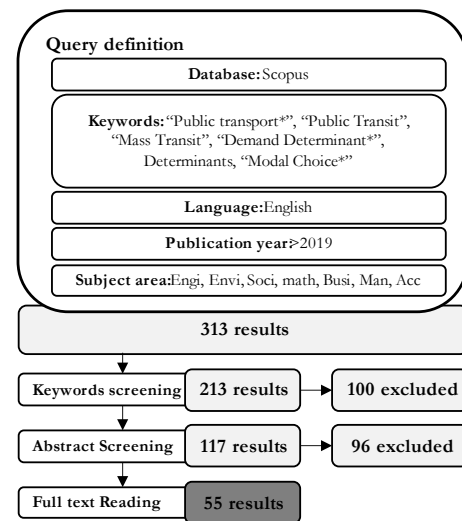 Query definition
Database:Scopus
Keywords:“Public transport*”, “Public Transit”,
“Mass Transit”, “Demand Determinant*”,
Determinants, “Modal Choice*”
Language:English
Publication year:>2019
Subject area:Engi, Envi, Soci, math, Busi, Man, Acc
313 results
Keywords screening
213 results
100 excluded
Abstract Screening
117 results
96 excluded
Full text Reading
55 results